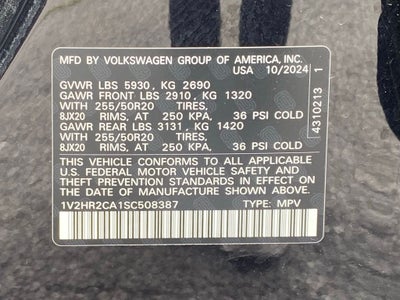 MFD BY VOLKSWAGEN GROUP OF AMERICA, INC.
USA 10/2024
GVWR LBS 5930, KG 2690
GAWR FRONT LBS 2910, KG 1320
WITH 255/50R20 TIRES,
8JX20 RIMS, AT 250 KPA, 36 PSI COLD
GAWR REAR LBS 3131, KG 1420
WITH 255/50R20 TIRES,
8JX20 RIMS, AT 250 KPA, 36 PSI COLD
THIS VEHICLE CONFORMS TO ALL APPLICABLE
U.S. FEDERAL MOTOR VEHICLE SAFETY AND
THEFT PREVENTION STANDARDS IN EFFECT ON
THE DATE OF MANUFACTURE SHOWN ABOVE.
1V2HR2CA1SC508387 TYPE: MPV
4310213 1